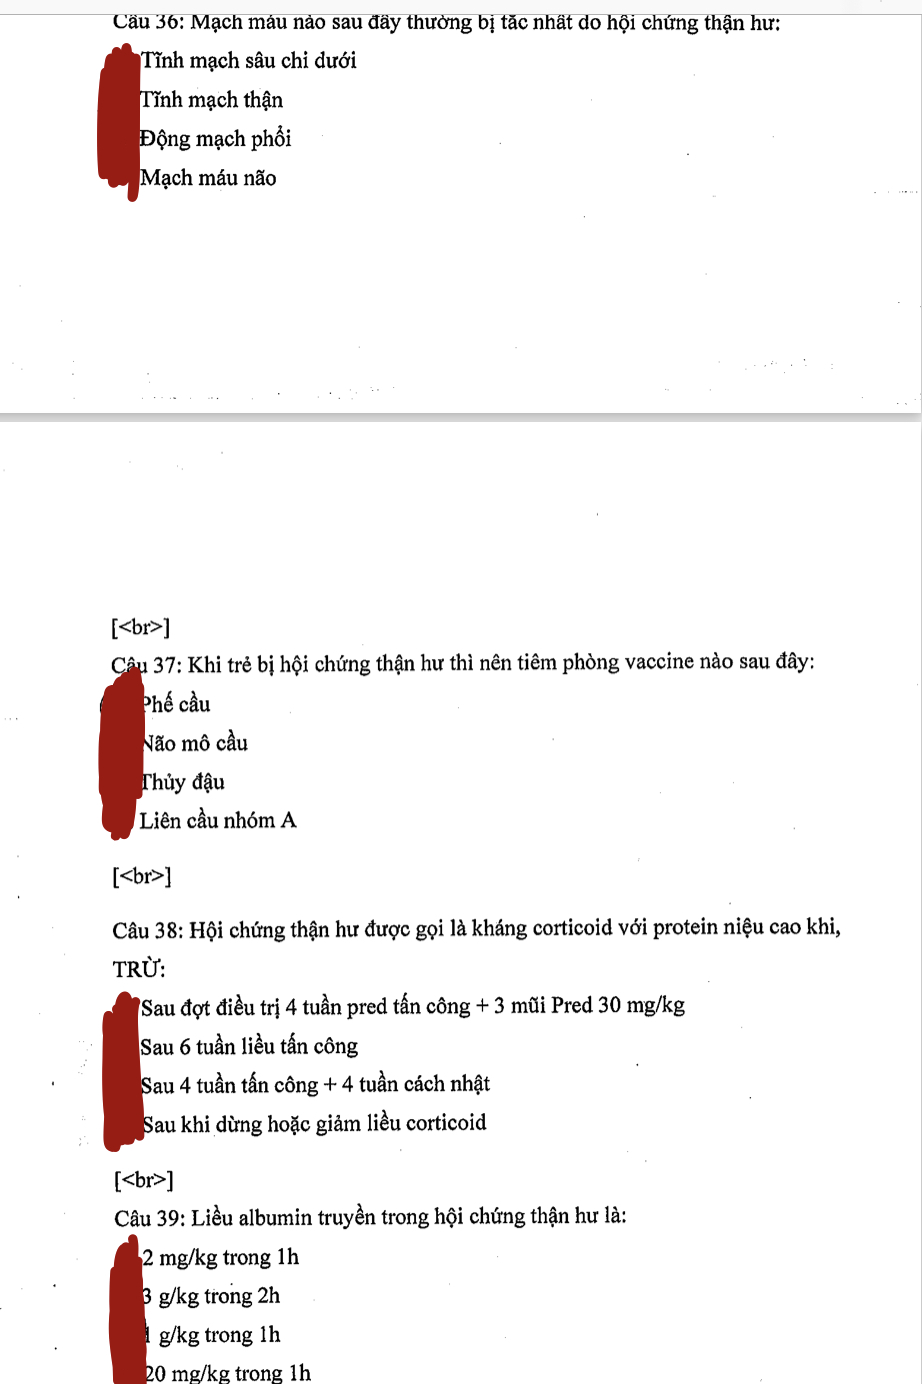 Câu 36: Mạch máu nào sau đây thường bị tắc nhất do hội chứng thận hư:
Tĩnh mạch sâu chi dưới
Tĩnh mạch thận
Động mạch phổi
Mạch máu não
[<br>]
Câu 37: Khi trẻ bị hội chứng thận hư thì nên tiêm phòng vaccine nào sau đây:
Phế cầu
Não mô cầu
Thủy đậu
Liên cầu nhóm A
[<br>]
Câu 38: Hội chứng thận hư được gọi là kháng corticoid với protein niệu cao khi,
TRỪ:
Sau đợt điều trị 4 tuần pred tấn công + 3 mũi Pred 30 mg/kg
Sau 6 tuần liều tấn công
Sau 4 tuần tấn công + 4 tuần cách nhật
Sau khi dừng hoặc giảm liều corticoid
[<br>]
Câu 39: Liều albumin truyền trong hội chứng thận hư là:
2 mg/kg trong 1h
3 g/kg trong 2h
1 g/kg trong 1h
20 mg/kg trong 1h